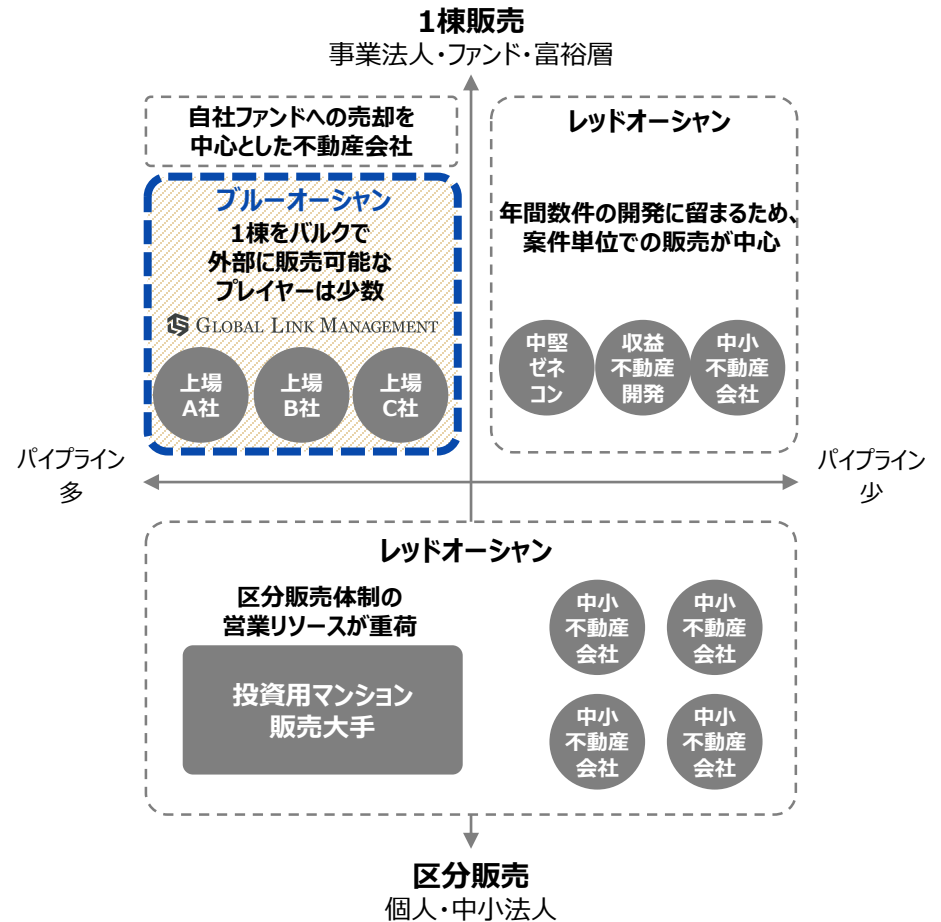 1棟販売
事業法人・ファンド・富裕層
自社ファンドへの売却を
中心とした不動産会社
ブルーオーシャン
1棟をバルクで
外部に販売可能な
プレイヤーは少数
GLOBAL LINK MANAGEMENT
上場
A社
上場
B社
上場
C社
レッドオーシャン
年間数件の開発に留まるため、
案件単位での販売が中心
中堅
ゼネ
コン
収益
不動産
開発
中小
不動産
会社
パイプライン
多
パイプライン
少
レッドオーシャン
区分販売体制の
営業リソースが重荷
投資用マンション
販売大手
中小
不動産
会社
中小
不動産
会社
中小
不動産
会社
中小
不動産
会社
区分販売
個人・中小法人